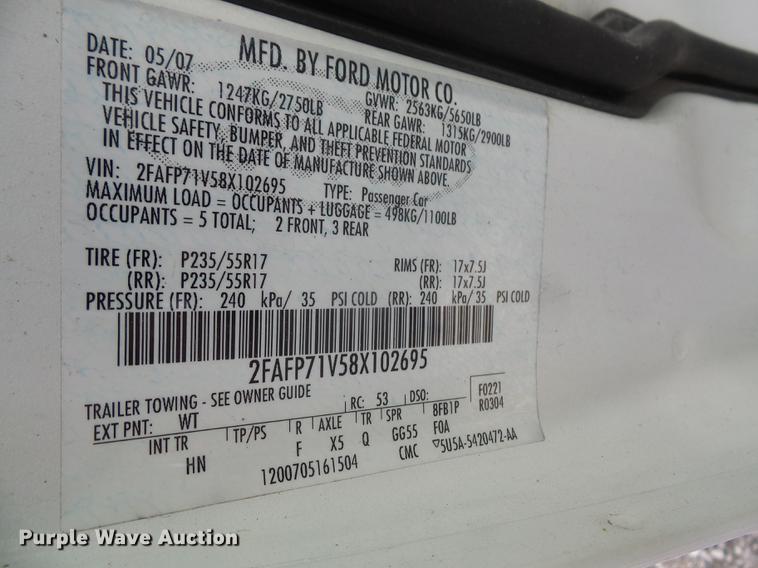 MFD. BY FORD MOTOR CO.
DATE: 05/07
GVWR: 2563KG/5650LB
FRONT GAWR: 1247KG/2750LB REAR GAWR: 1315KG/2900LB
THIS VEHICLE CONFORMS TO ALL APPLICABLE FEDERAL MOTOR
VEHICLE SAFETY, BUMPER, AND THEFT PREVENTION STANDARDS
IN EFFECT ON THE DATE OF MANUFACTURE SHOWN ABOVE.
VIN: 2FAFP71V58X102695 TYPE: Passenger Car
MAXIMUM LOAD = OCCUPANTS + LUGGAGE = 498KG/1100LB
OCCUPANTS = 5 TOTAL; 2 FRONT, 3 REAR
TIRE (FR): P235/55R17 RIMS (FR): 17x7.5J
(RR): P235/55R17 (RR): 17x7.5J
PRESSURE (FR): 240 kPa/ 35 PSI COLD (RR): 240 kPa/ 35 PSI COLD
2FAFP71V58X102695
TRAILER TOWING - SEE OWNER GUIDE
F0221
EXT PNT: WT RC: 53 DSO: R0304
INT TR TP/PS R AXLE TR SPR 8FB1P
HN F X5 Q GG55 F0A
1200705161504 CMC ▽5U5A-5420472-AA
Purple Wave Auction